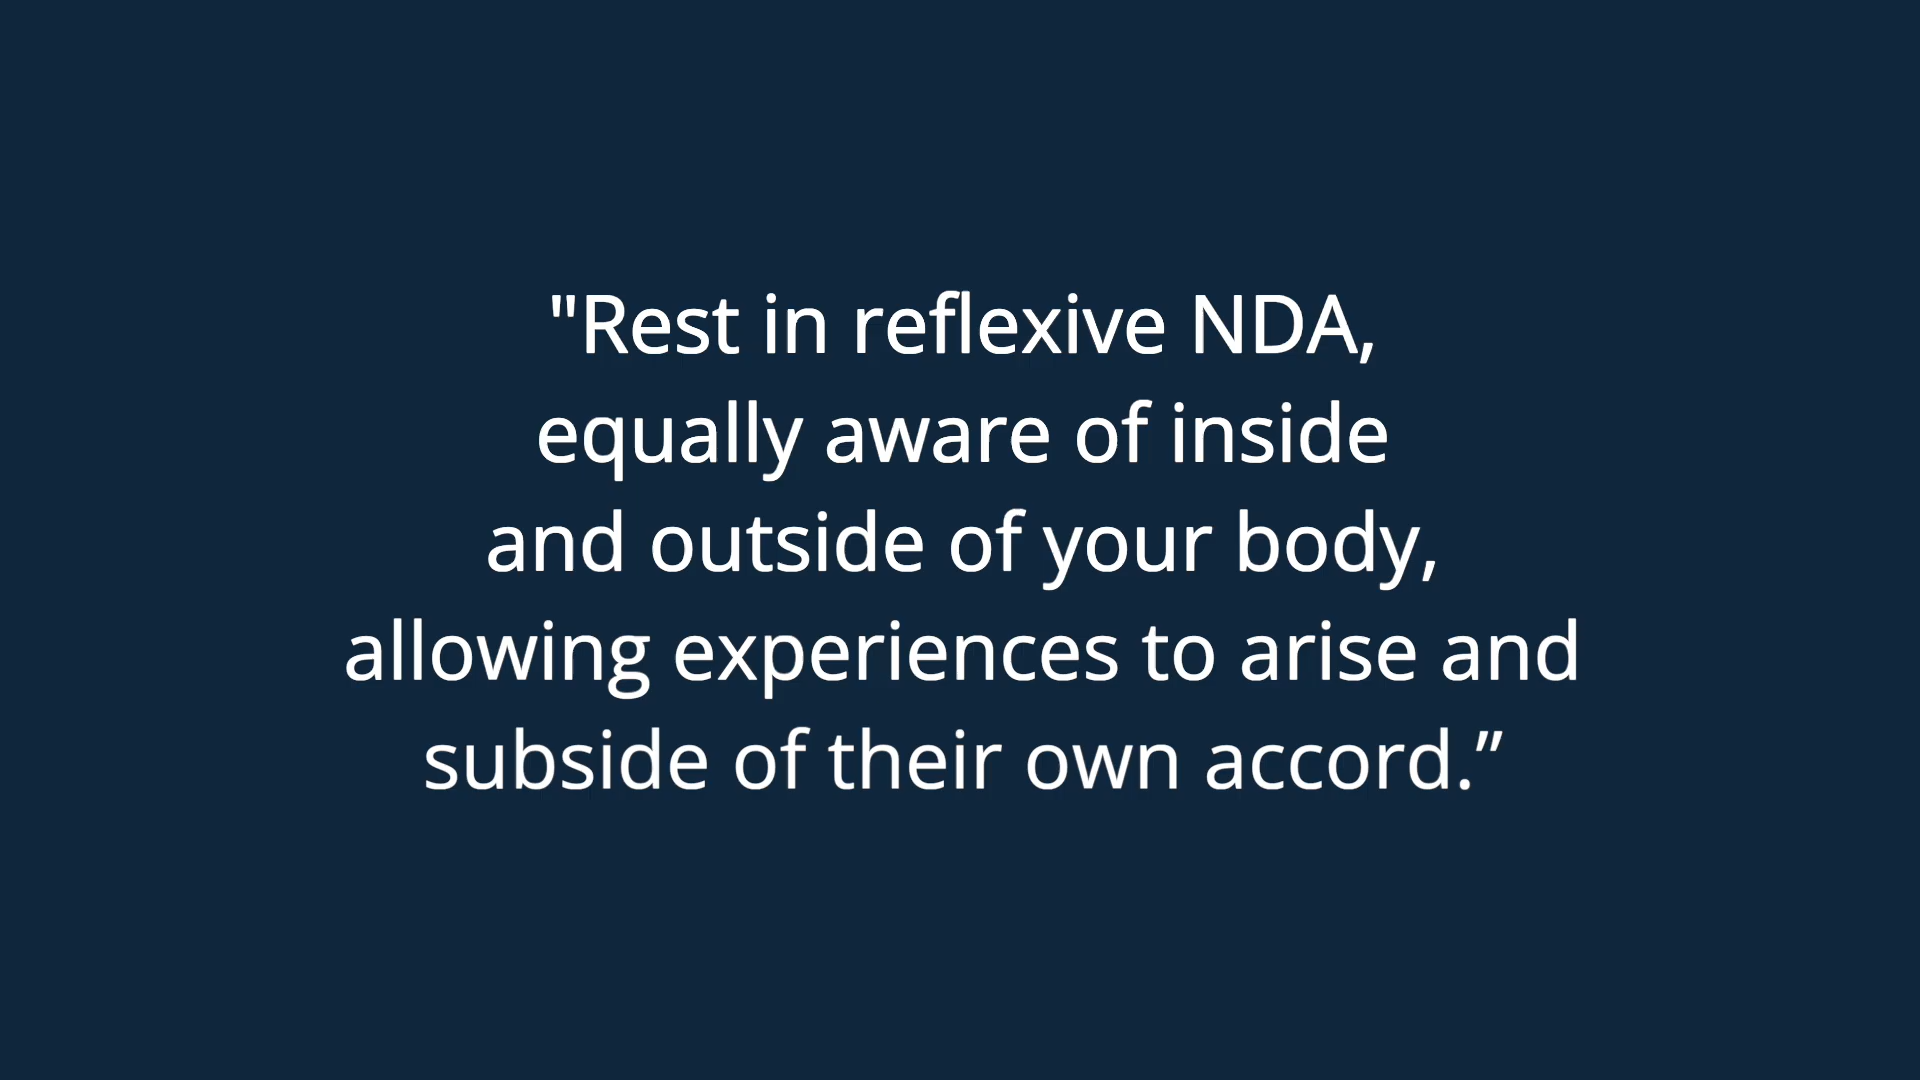 "Rest in reflexive NDA,
equally aware of inside
and outside of your body,
allowing experiences to arise and
subside of their own accord.”